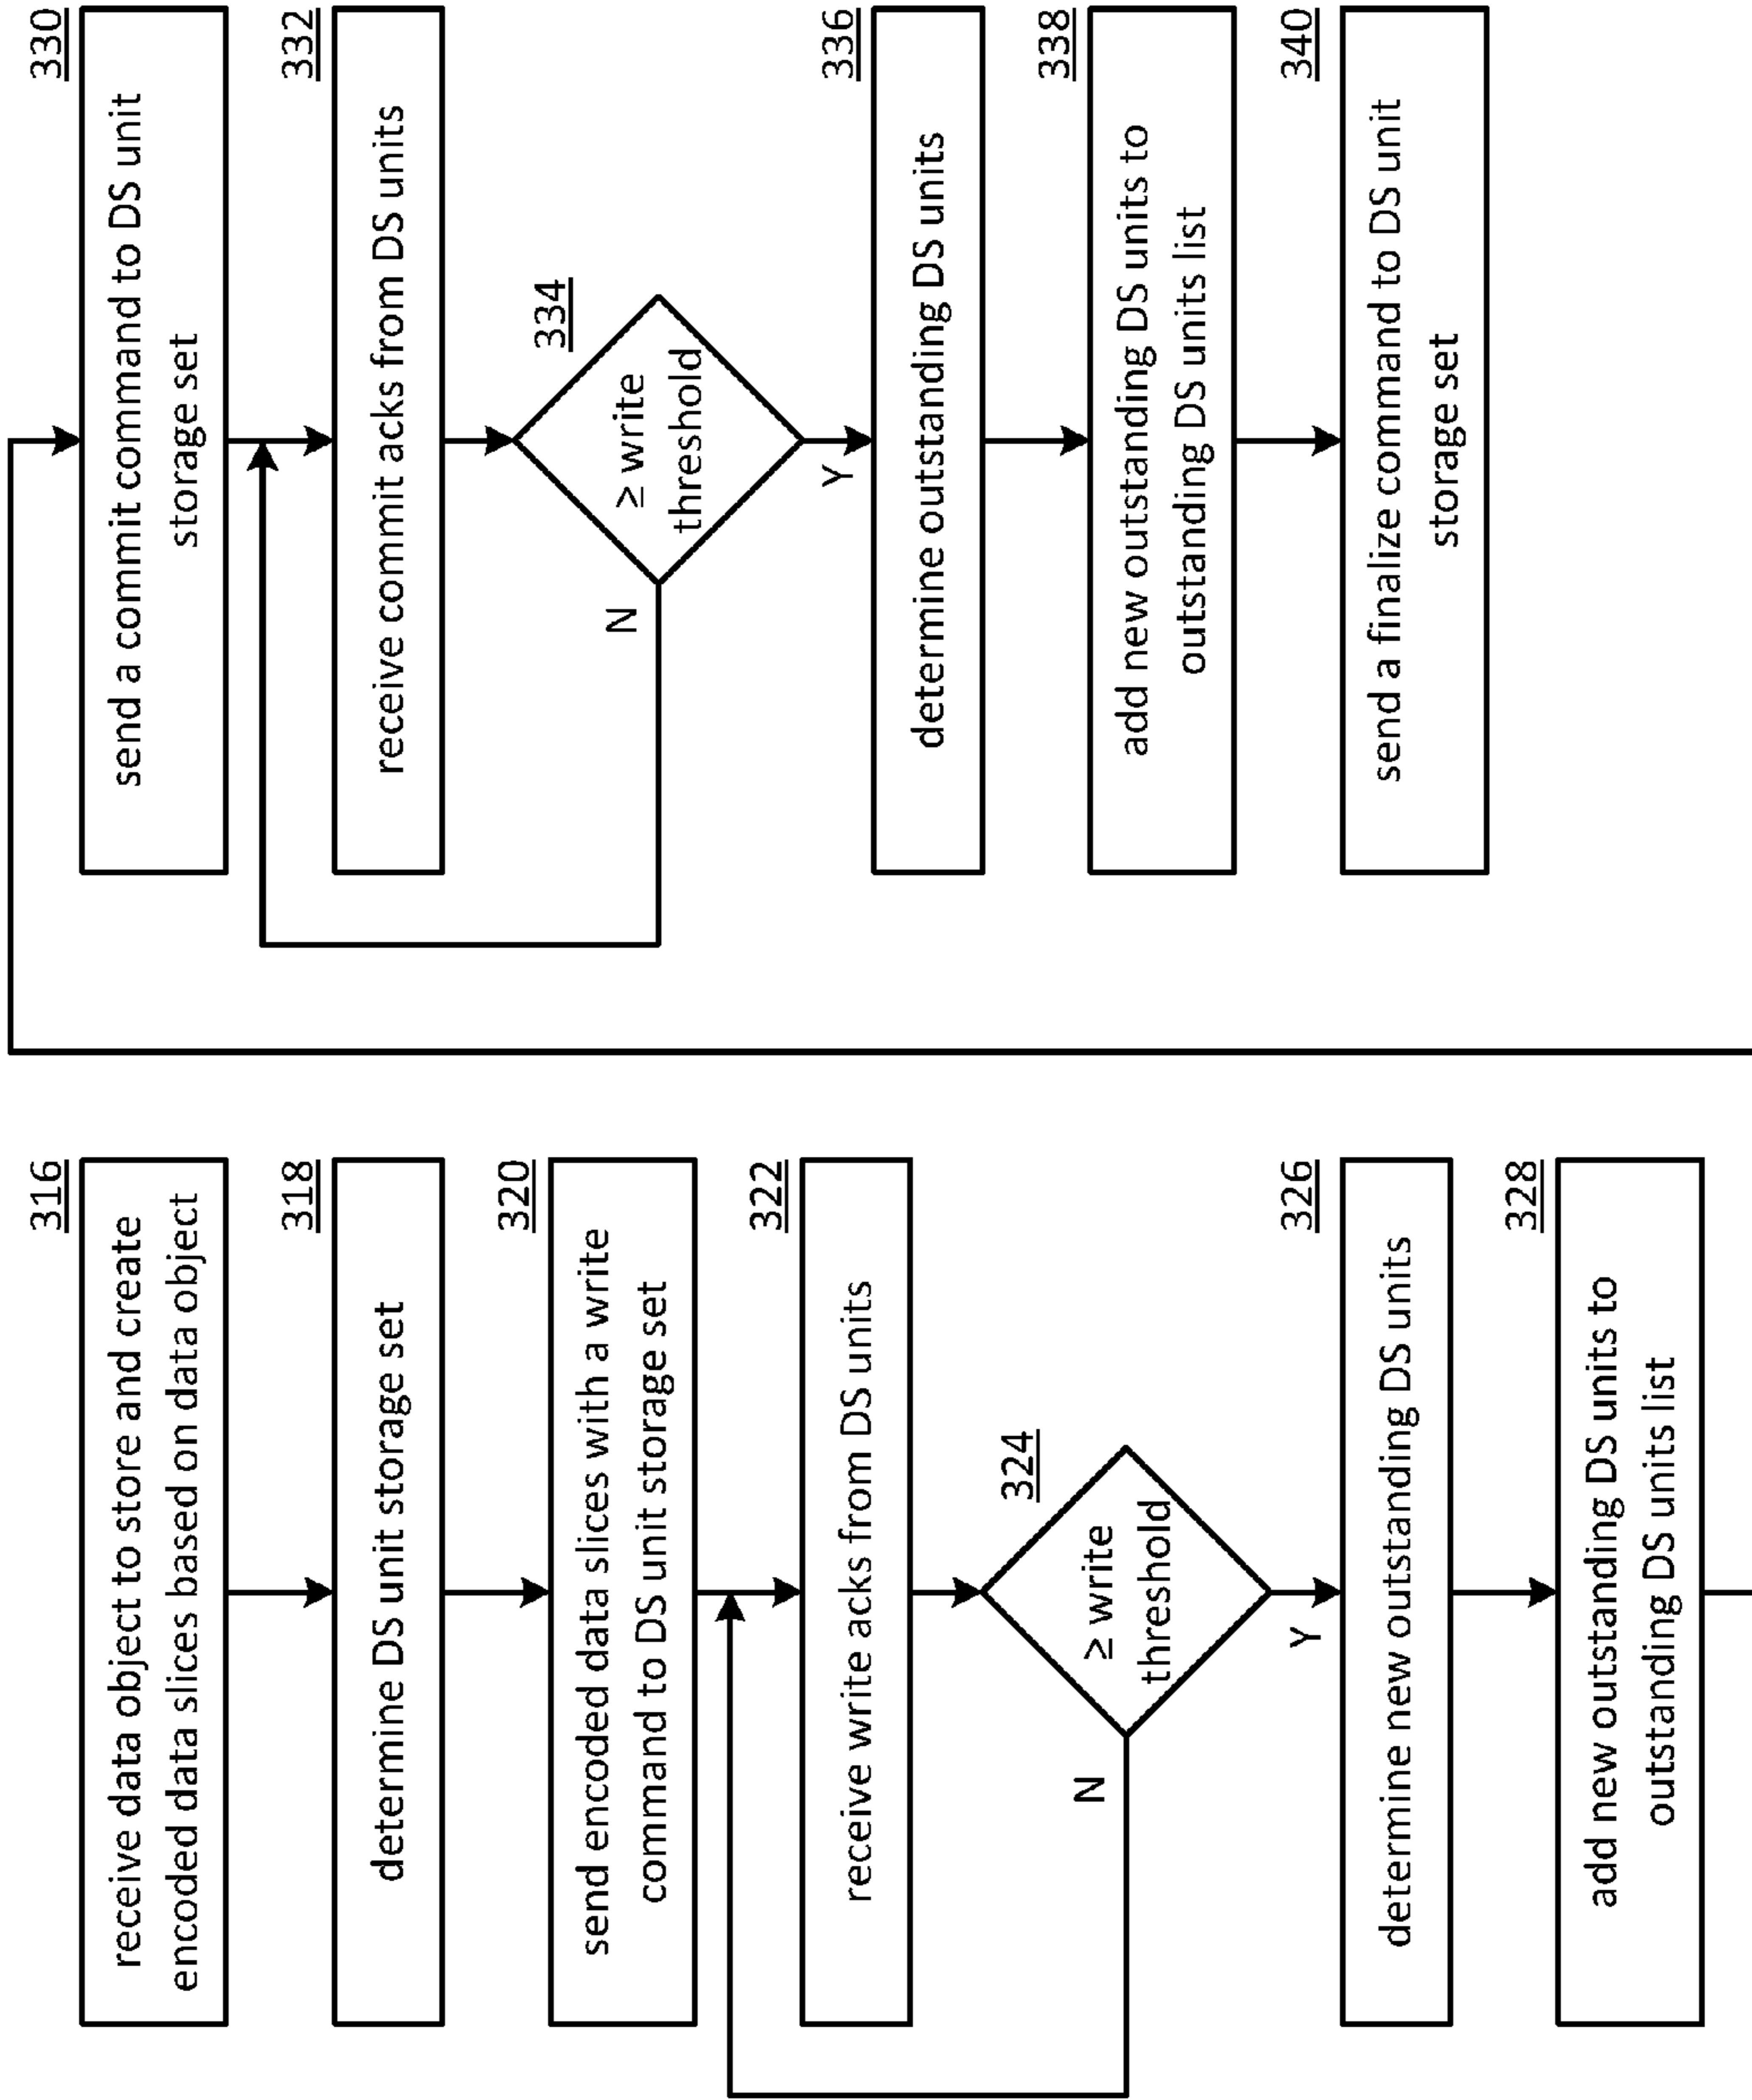 316
receive data object to store and create
encoded data slices based on data object
318
determine DS unit storage set
320
send encoded data slices with a write
command to DS unit storage set
322
receive write acks from DS units
324
≥ write
threshold
N
Y
326
determine new outstanding DS units
328
add new outstanding DS units to
outstanding DS units list
330
send a commit command to DS unit
storage set
332
receive commit acks from DS units
334
≥ write
threshold
N
Y
336
determine outstanding DS units
338
add new outstanding DS units to
outstanding DS units list
340
send a finalize command to DS unit
storage set